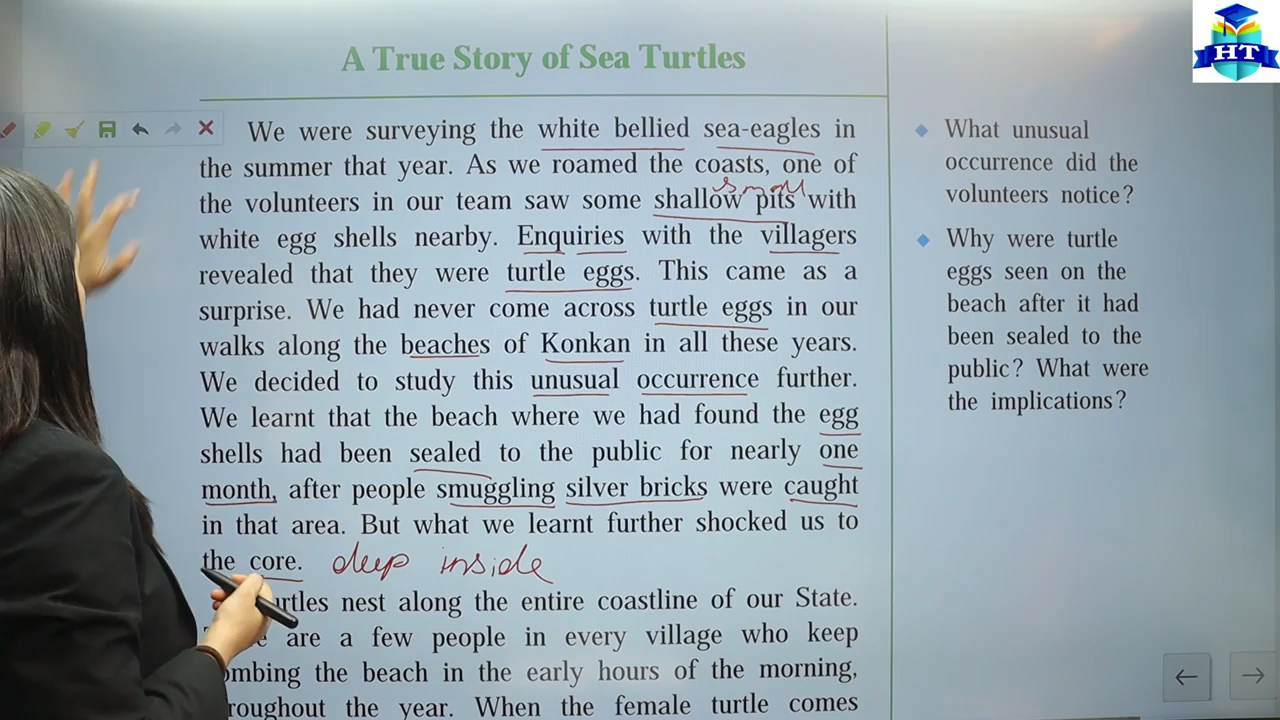 A True Story of Sea Turtles
HT
We were surveying the white bellied sea-eagles in
the summer that year. As we roamed the coasts, one of
small
the volunteers in our team saw some shallow pits with
white egg shells nearby. Enquiries with the villagers
revealed that they were turtle eggs. This came as a
surprise. We had never come across turtle eggs in our
walks along the beaches of Konkan in all these years.
We decided to study this unusual occurrence further.
We learnt that the beach where we had found the egg
shells had been sealed to the public for nearly one
month, after people smuggling silver bricks were caught
in that area. But what we learnt further shocked us to
the core. deep inside
rtles nest along the entire coastline of our State.
are a few people in every village who keep
ombing the beach in the early hours of the morning,
roughout the year. When the female turtle comes
What unusual
occurrence did the
volunteers notice?
Why were turtle
eggs seen on the
beach after it had
been sealed to the
public? What were
the implications?